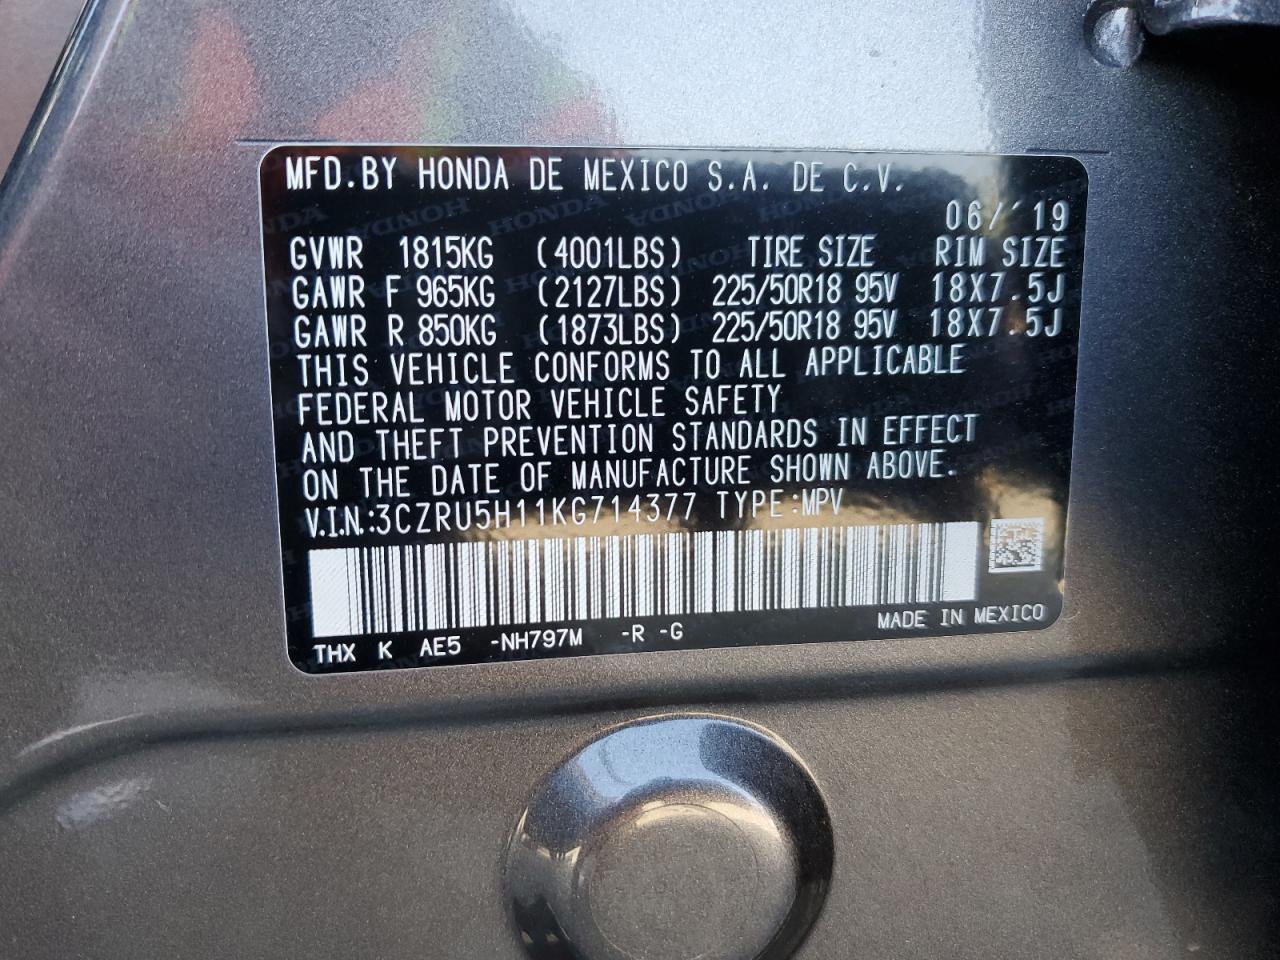 MFD.BY HONDA DE MEXICO S.A. DE C.V.
06/'19
GVWR 1815KG (4001LBS) TIRE SIZE RIM SIZE
GAWR F 965KG (2127LBS) 225/50R18 95V 18X7.5J
GAWR R 850KG (1873LBS) 225/50R18 95V 18X7.5J
THIS VEHICLE CONFORMS TO ALL APPLICABLE
FEDERAL MOTOR VEHICLE SAFETY
AND THEFT PREVENTION STANDARDS IN EFFECT
ON THE DATE OF MANUFACTURE SHOWN ABOVE.
V.I.N.:3CZRU5H11KG714377 TYPE:MPV
THX K AE5 -NH797M -R -G MADE IN MEXICO